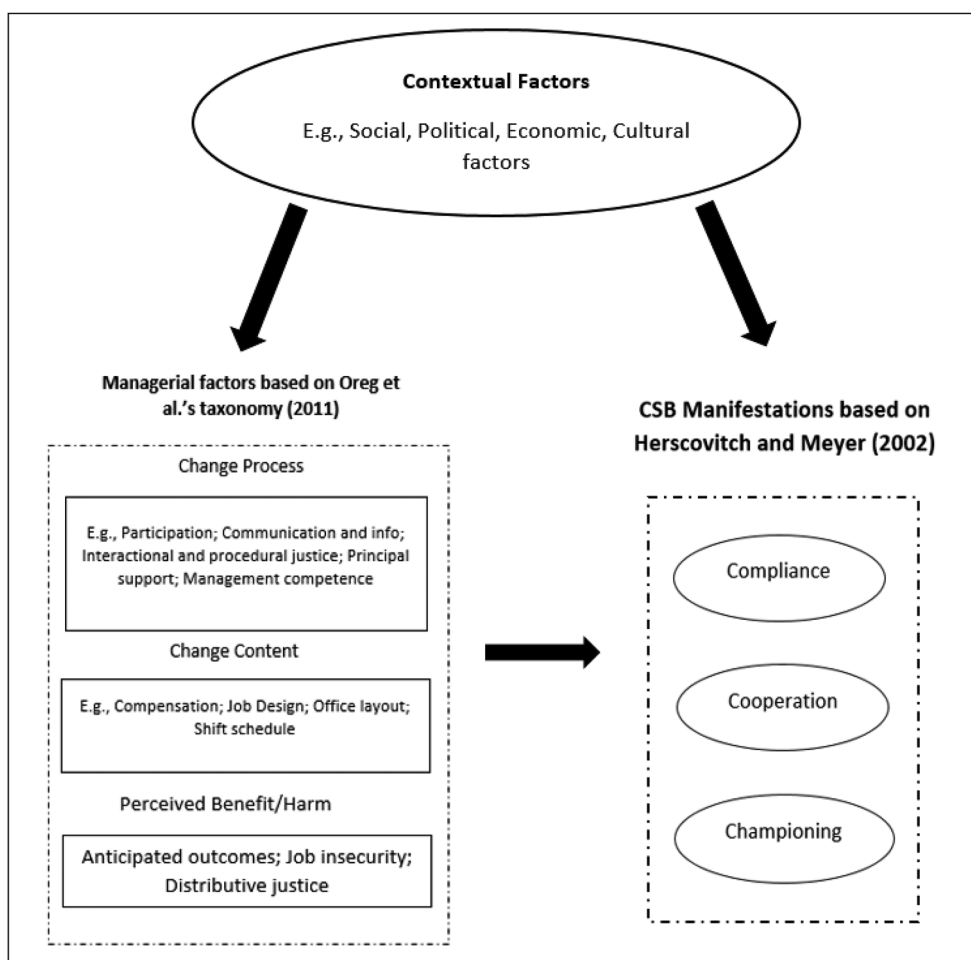 Contextual Factors
E.g., Social, Political, Economic, Cultural
factors
Managerial factors based on Oreg et
al.'s taxonomy (2011)
Change Process
E.g., Participation; Communication and info;
Interactional and procedural justice; Principal
support; Management competence
Change Content
E.g., Compensation; Job Design; Office layout;
Shift schedule
Perceived Benefit/Harm
Anticipated outcomes; Job insecurity;
Distributive justice
CSB Manifestations based on
Herscovitch and Meyer (2002)
Compliance
Cooperation
Championing